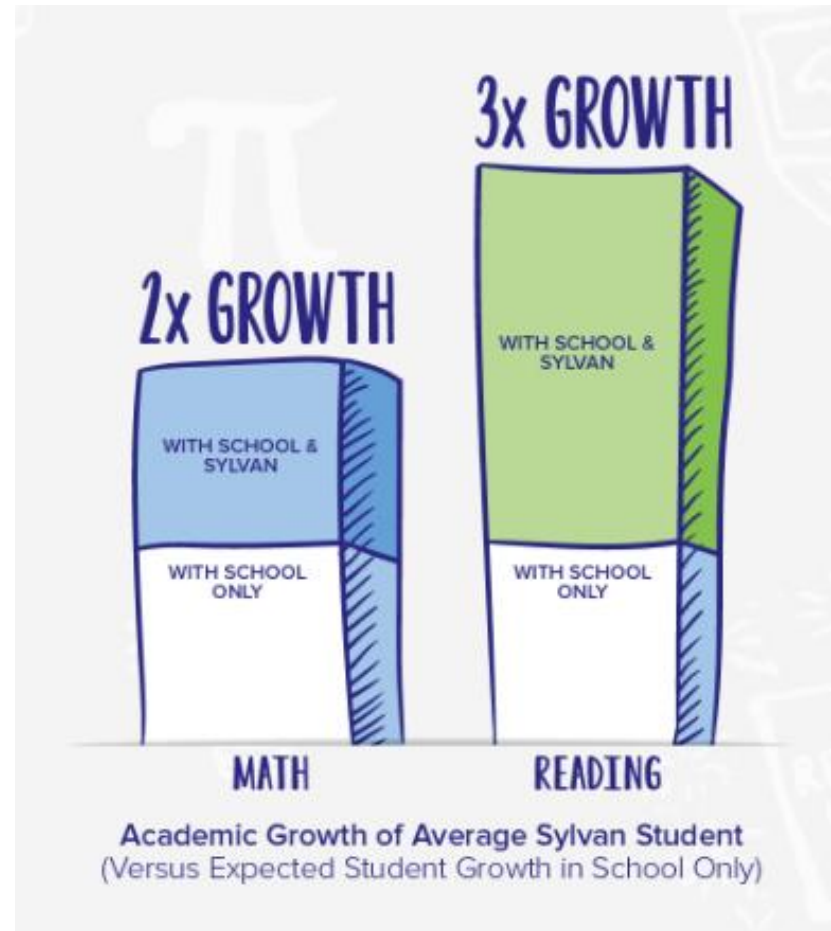 3x GROWTH
2x GROWTH
WITH SCHOOL &
SYLVAN
WITH SCHOOL &
SYLVAN
WITH SCHOOL
ONLY
WITH SCHOOL
ONLY
MATH
READING
Academic Growth of Average Sylvan Student
(Versus Expected Student Growth in School Only)
π